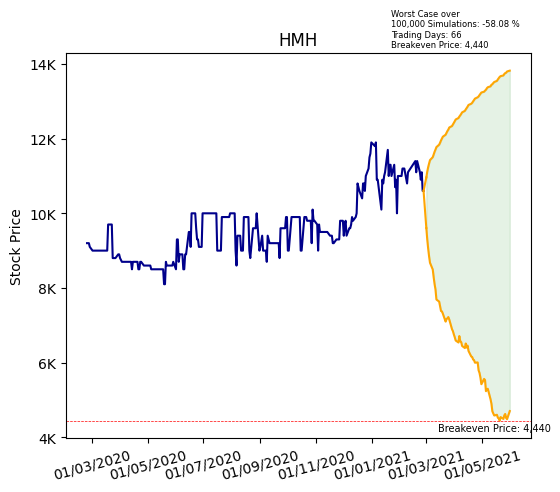 Worst Case over
100,000 Simulations: -58.08 %
Trading Days: 66
Breakeven Price: 4,440
HMH
Stock Price
14K
12K
10K
8K
6K
4K
Breakeven Price: 4,440
01/03/2020 01/05/2020 01/07/2020 01/09/2020 01/11/2020 01/01/2021 01/03/2021 01/05/2021